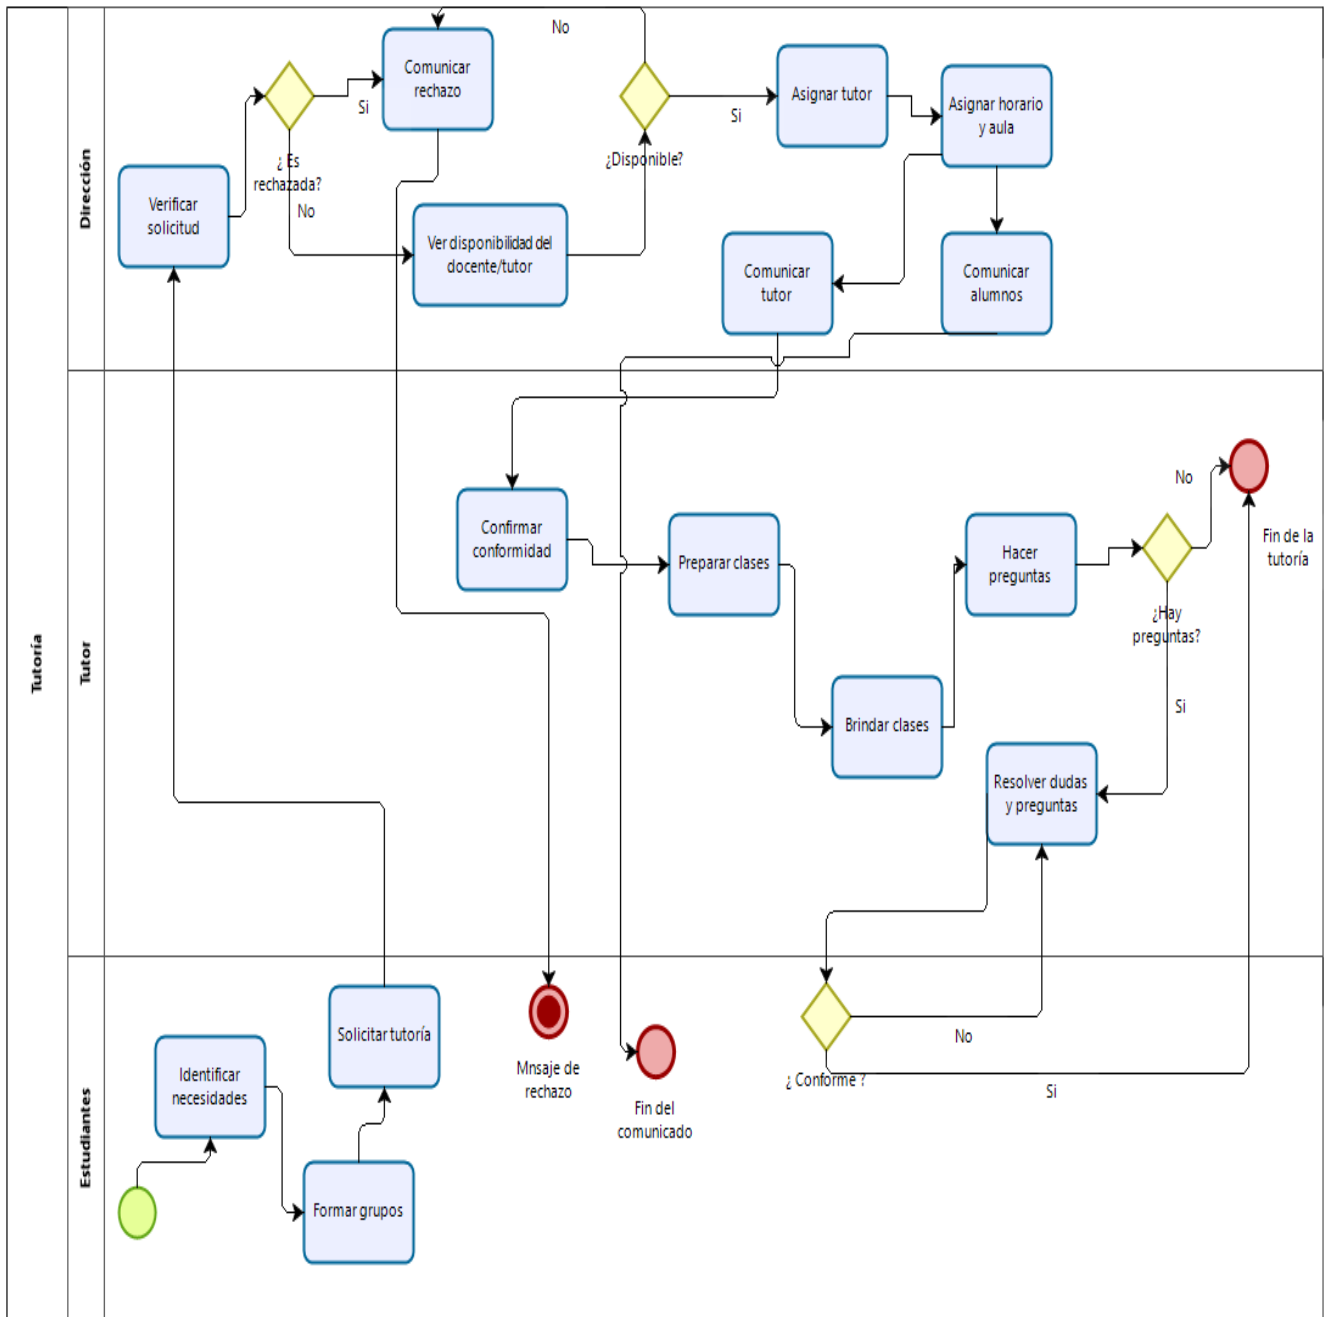 Tutoría
Dirección
No
Comunicar
rechazo
Si
¿ Es
rechazada?
No
Verificar
solicitud
Ver disponibilidad del
docente/tutor
¿Disponible?
Si
Asignar tutor
Asignar horario
y aula
Comunicar
tutor
Comunicar
alumnos
Tutor
Confirmar
conformidad
Preparar clases
Brindar clases
Hacer
preguntas
No
Fin de la
tutoría
¿Hay
preguntas?
Si
Resolver dudas
y preguntas
Estudiantes
Solicitar tutoría
Identificar
necesidades
Formar grupos
Mnsaje de
rechazo
Fin del
comunicado
¿ Conforme ?
No
Si